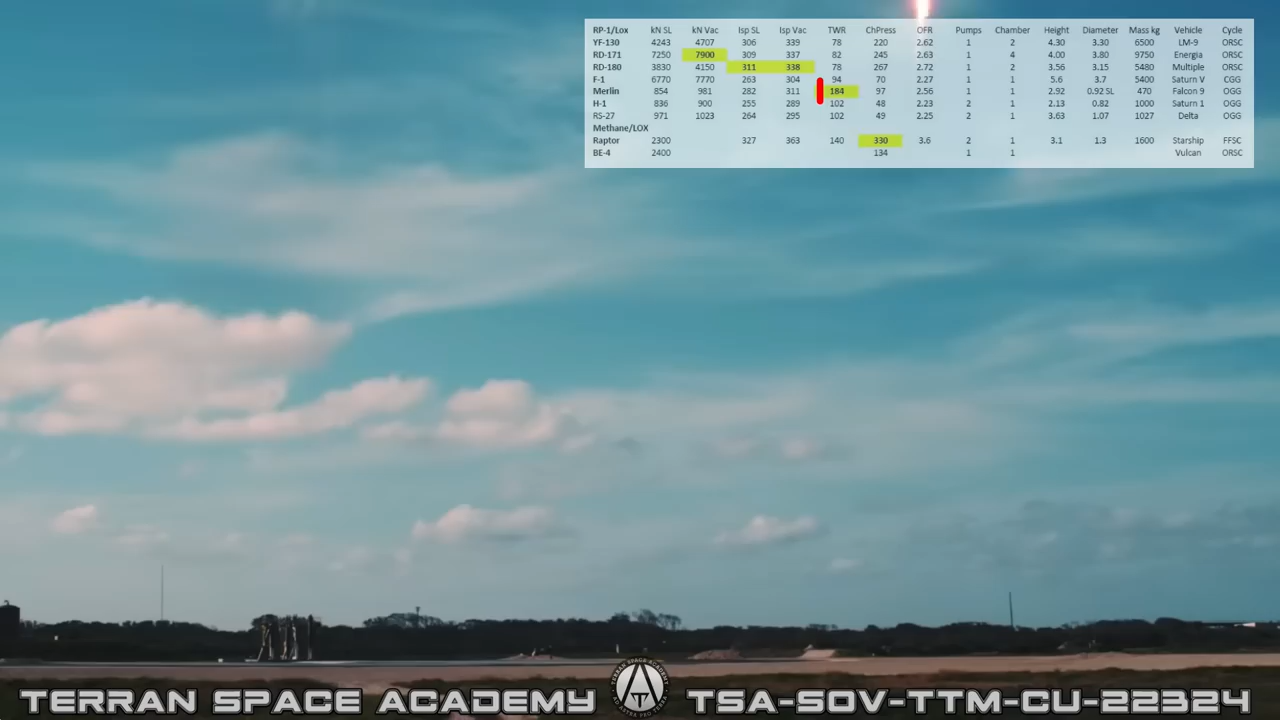 RP-1/Lox kN SL kN Vac Isp SL Isp Vac TWR ChPress OFR Pumps Chamber Height Diameter Mass kg Vehicle Cycle
YF-130 4243 4707 306 339 78 220 2.62 1 2 4.30 3.30 6500 LM-9 ORSC
RD-171 7250 7900 309 337 82 245 2.63 1 4 4.00 3.80 9750 Energia ORSC
RD-180 3830 4150 311 338 78 267 2.72 1 2 3.56 3.15 5480 Multiple ORSC
F-1 6770 7770 263 304 94 70 2.27 1 1 5.6 3.7 5400 Saturn V CGG
Merlin 854 981 282 311 184 97 2.56 1 1 2.92 0.92 SL 470 Falcon 9 OGG
H-1 836 900 255 289 102 48 2.23 2 1 2.13 0.82 1000 Saturn 1 OGG
RS-27 971 1023 264 295 102 49 2.25 2 1 3.63 1.07 1027 Delta OGG
Methane/LOX
Raptor 2300 327 363 140 330 3.6 2 1 3.1 1.3 1600 Starship FFSC
BE-4 2400 134 1 1 Vulcan ORSC
TERRAN SPACE ACADEMY TSA-SOV-TTM-CU-22324